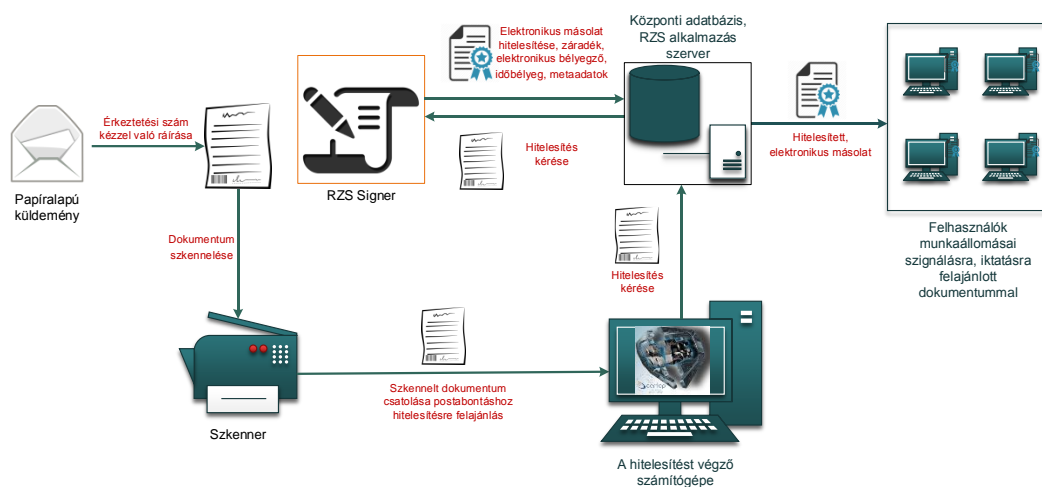 Központi adatbázis,
RZS alkalmazás
szerver
Elektronikus másolat
hitelesítése, záradék,
elektronikus bélyegző,
időbélyeg, metaadatok
Érkeztetési szám
kézzel való ráírása
Hitelesített,
elektronikus másolat
Hitelesítés
kérése
Papíralapú
küldemény
RZS Signer
Felhasználók
munkaállomásai
szignálásra, iktatásra
felajánlott
dokumentummal
Dokumentum
szkennelése
Hitelesítés
kérése
Szkennelt dokumentum
csatolása postabontáshoz
hitelesítésre felajánlás
Szkenner
A hitelesítést végző
számítógépe